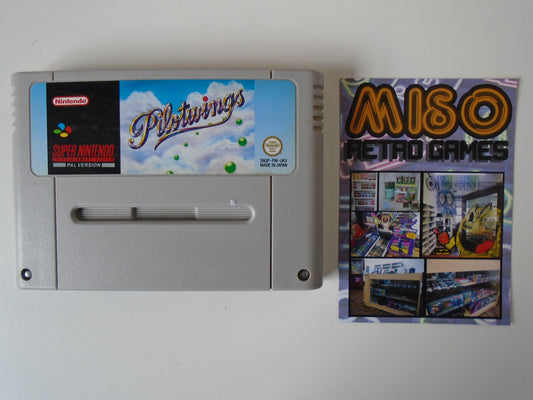 Nintendo
SUPER NINTENDO
ENTERTAINMENT SYSTEM
PAL VERSION
Pilotwings
SNSP-PW-UKV
MADE IN JAPAN
MISO
RETRO GAMES